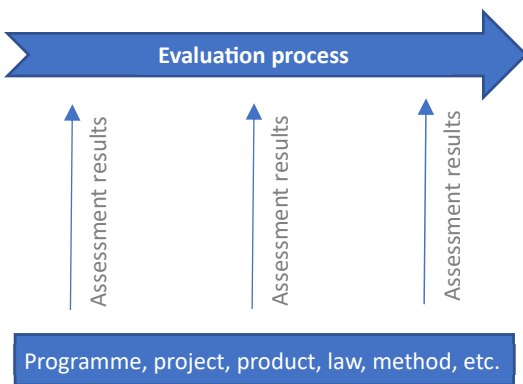 Evaluation process
Assessment results
Assessment results
Assessment results
Programme, project, product, law, method, etc.